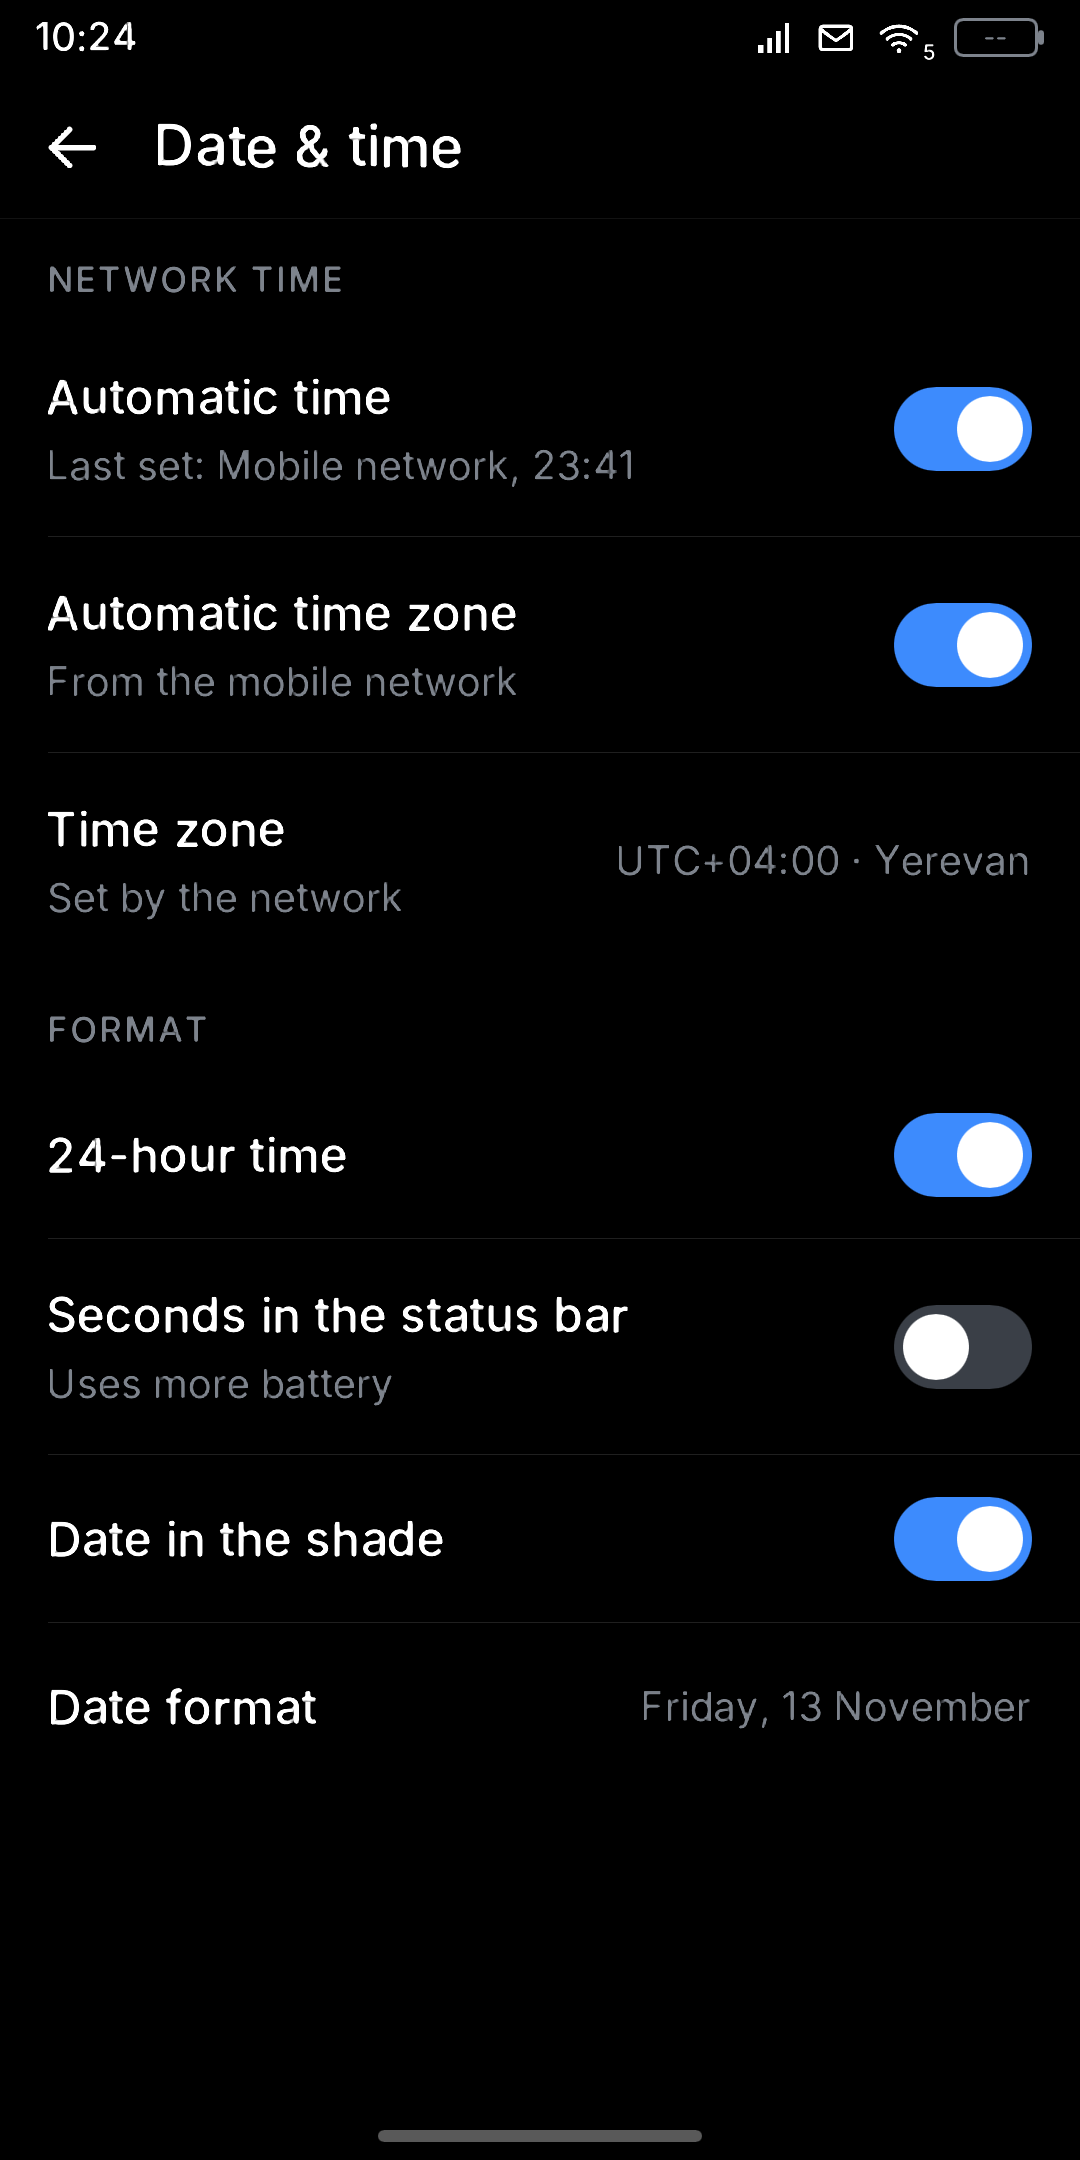 10:24
5
--
Date & time
NETWORK TIME
Automatic time
Last set: Mobile network, 23:41
Automatic time zone
From the mobile network
Time zone
Set by the network
UTC+04:00 · Yerevan
FORMAT
24-hour time
Seconds in the status bar
Uses more battery
Date in the shade
Date format
Friday, 13 November